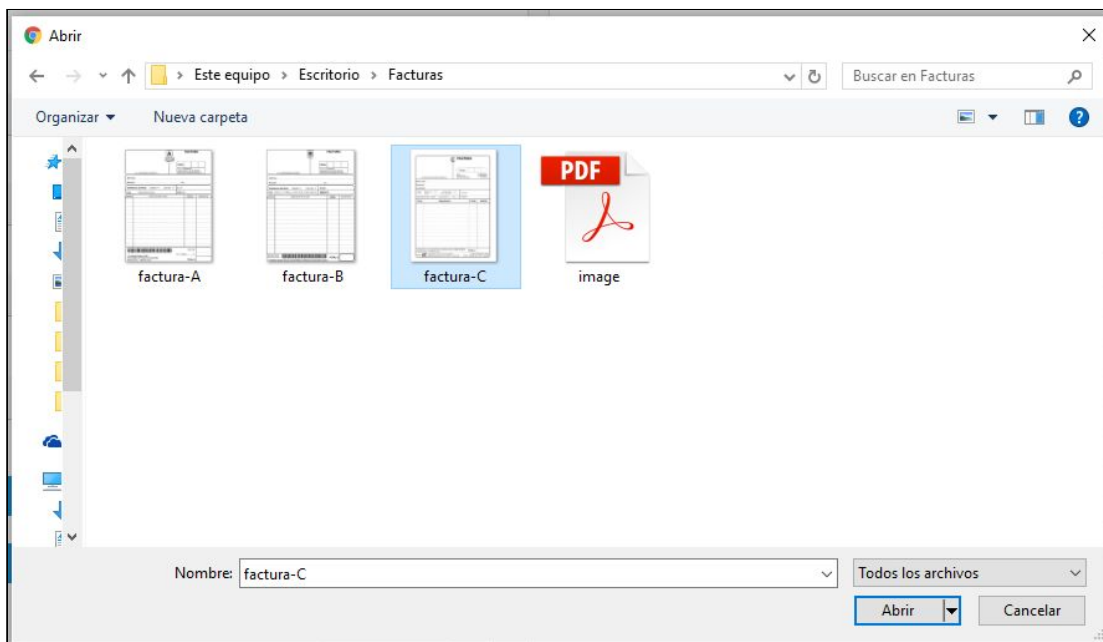 Abrir
Este equipo > Escritorio > Facturas
Buscar en Facturas
Organizar
Nueva carpeta
PDF
factura-A
factura-B
factura-C
image
Nombre: factura-C
Todos los archivos
Abrir
Cancelar